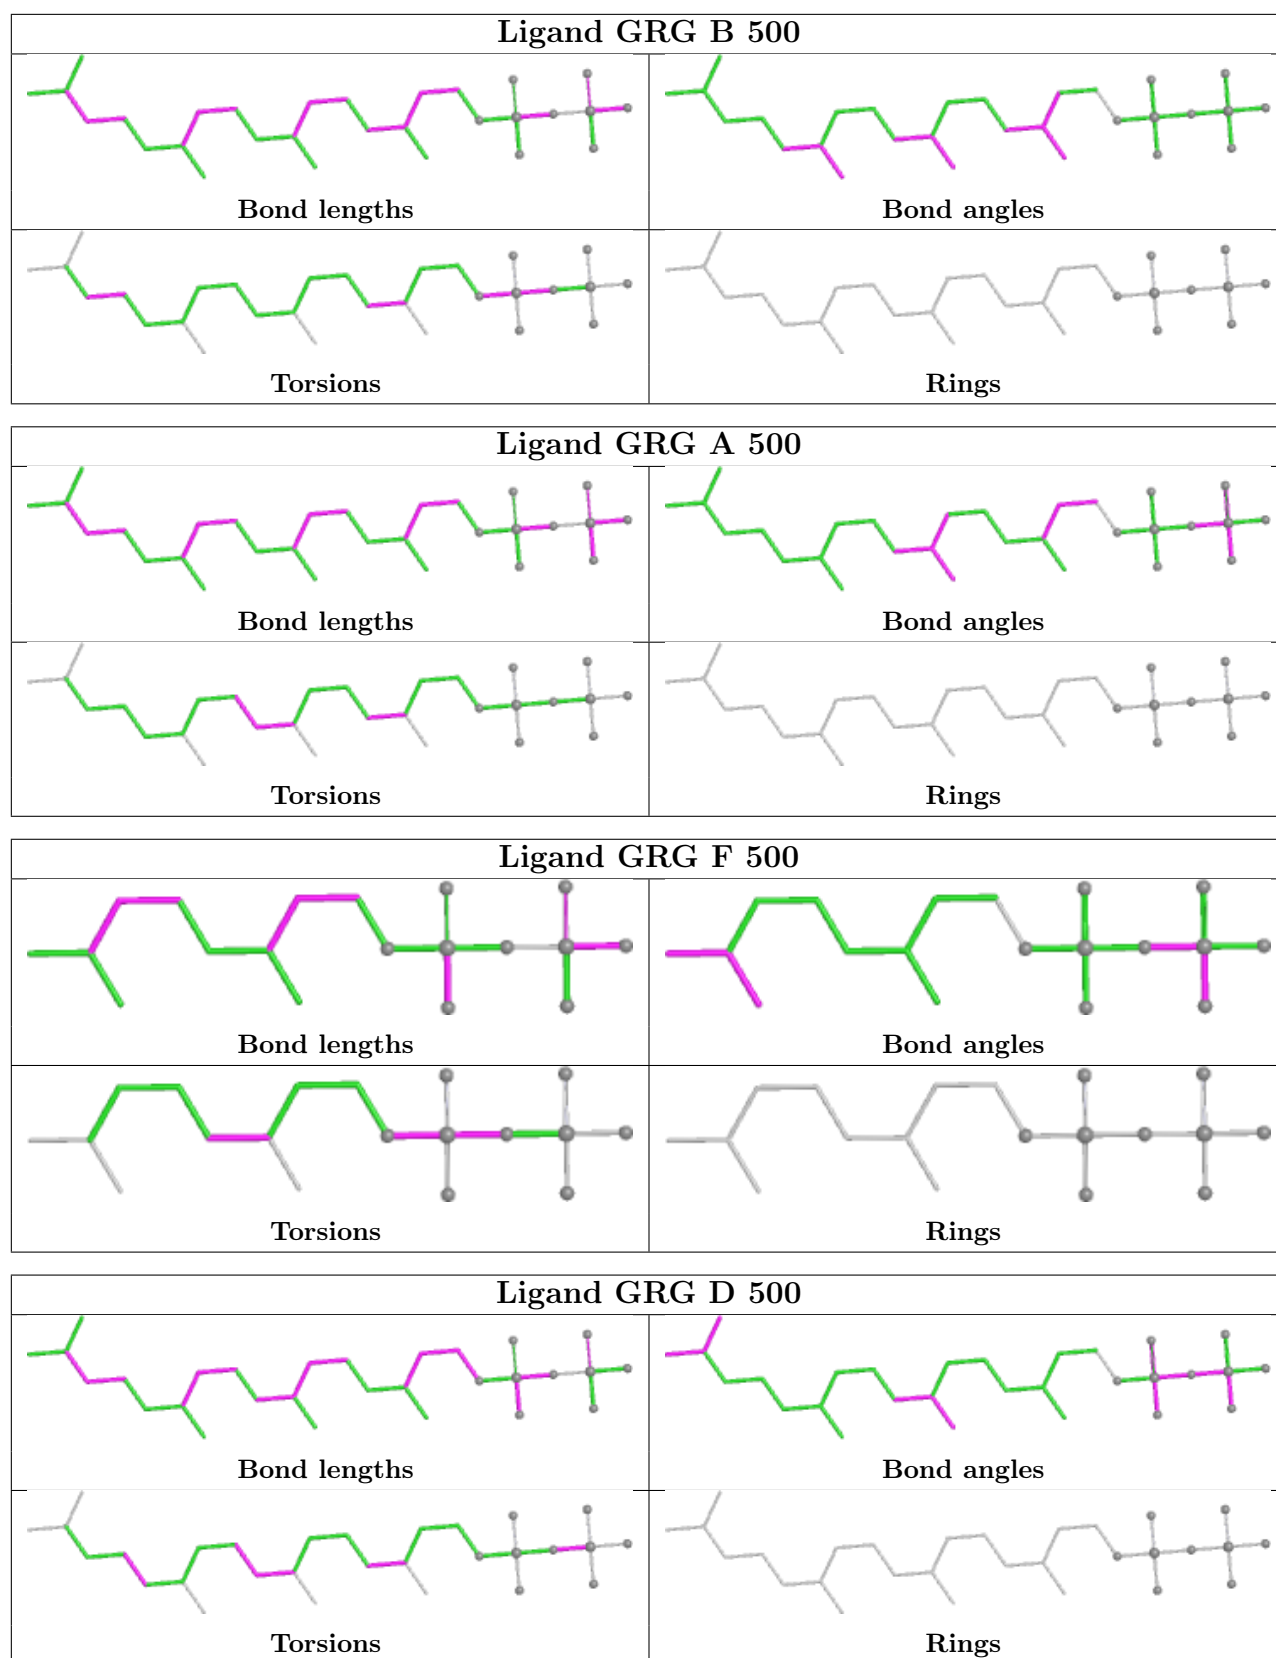 Ligand GRG B 500
Bond lengths
Bond angles
Torsions
Rings
Ligand GRG A 500
Bond lengths
Bond angles
Torsions
Rings
Ligand GRG F 500
Bond lengths
Bond angles
Torsions
Rings
Ligand GRG D 500
Bond lengths
Bond angles
Torsions
Rings